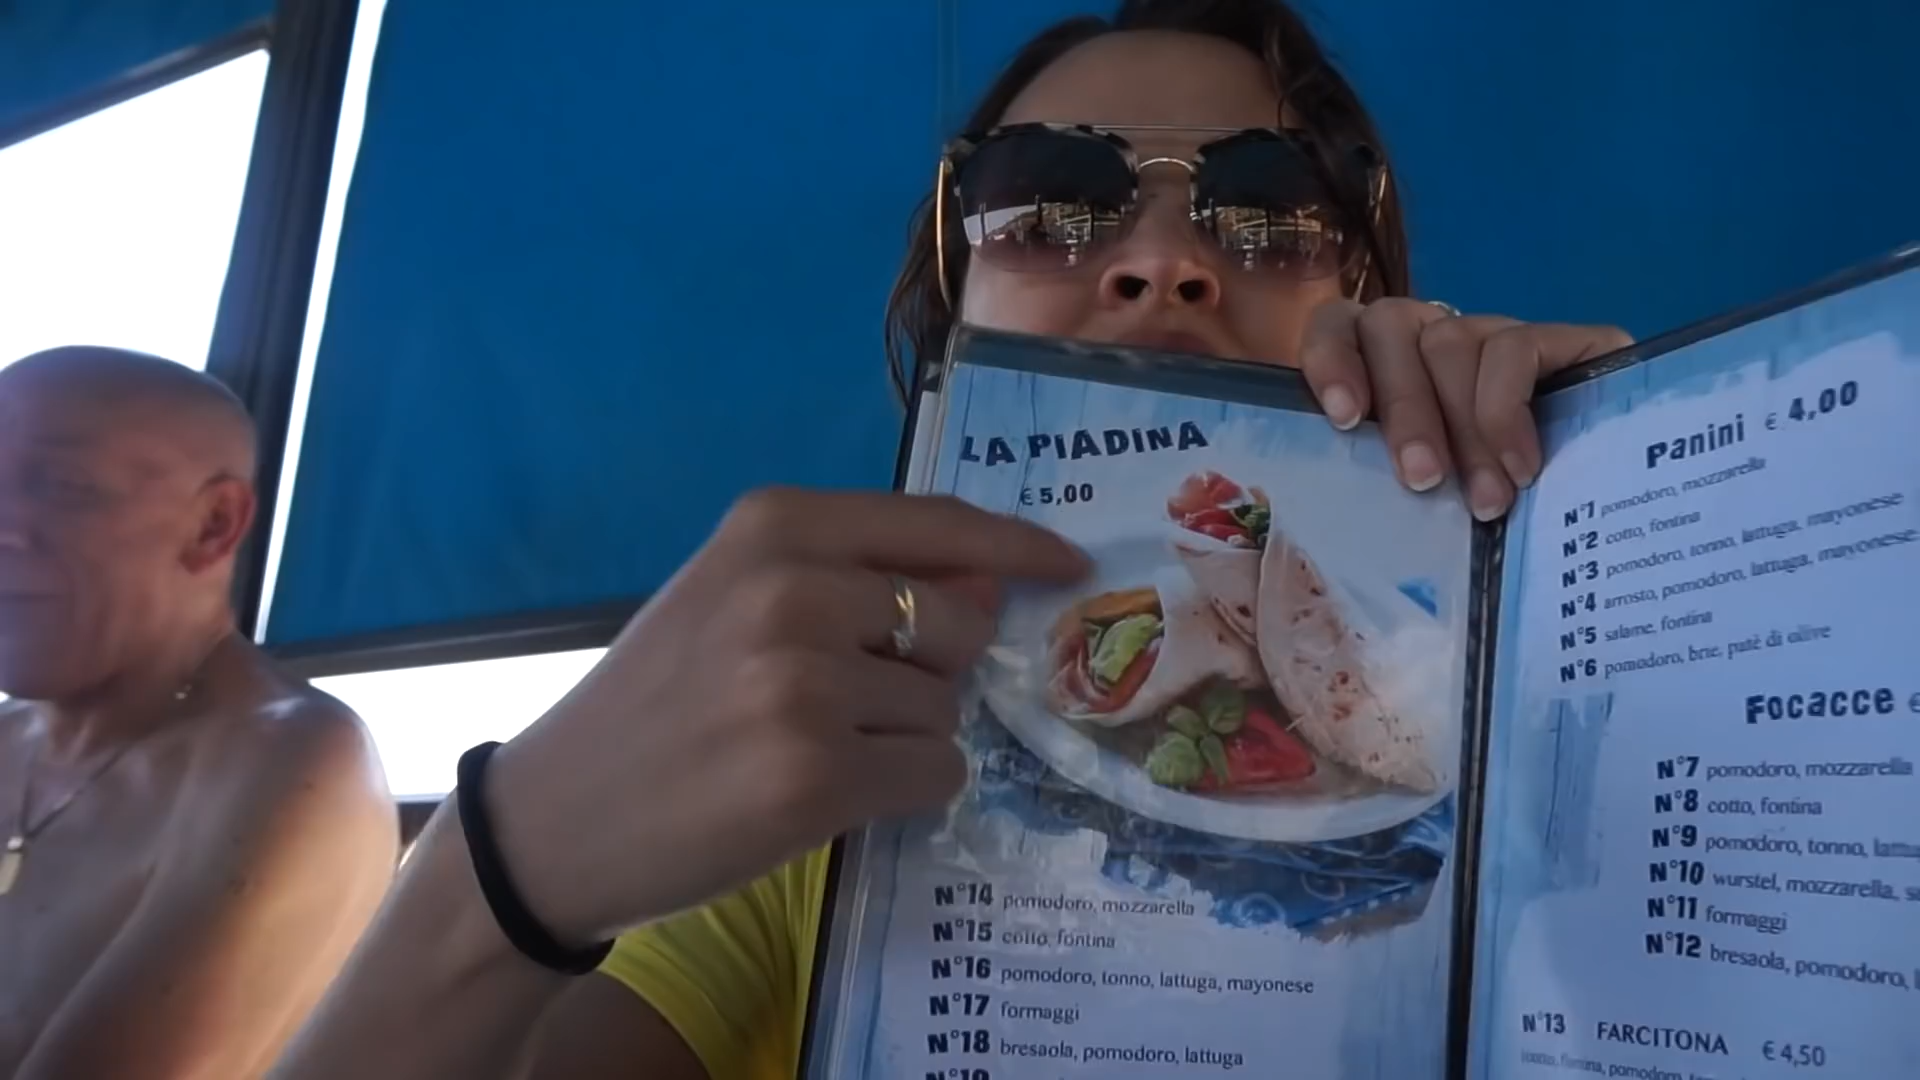 LA PIADINA
€ 5,00
N°14 pomodoro, mozzarella
N°15 cotto, fontina
N°16 pomodoro, tonno, lattuga, mayonese
N°17 formaggi
N°18 bresaola, pomodoro, lattuga
N°19
Panini € 4,00
N°1 pomodoro, mozzarella
N°2 cotto, fontina
N°3 pomodoro, tonno, lattuga, mayonese
N°4 arrosto, pomodoro, lattuga, mayonese
N°5 salame, fontina
N°6 pomodoro, brie, patè di olive
Focacce €
N°7 pomodoro, mozzarella
N°8 cotto, fontina
N°9 pomodoro, tonno,
N°10 wurstel, mozzarella,
N°11 formaggi
N°12 bresaola, pomodoro,
N°13 FARCITONA € 4,50
fontina, pomodoro,